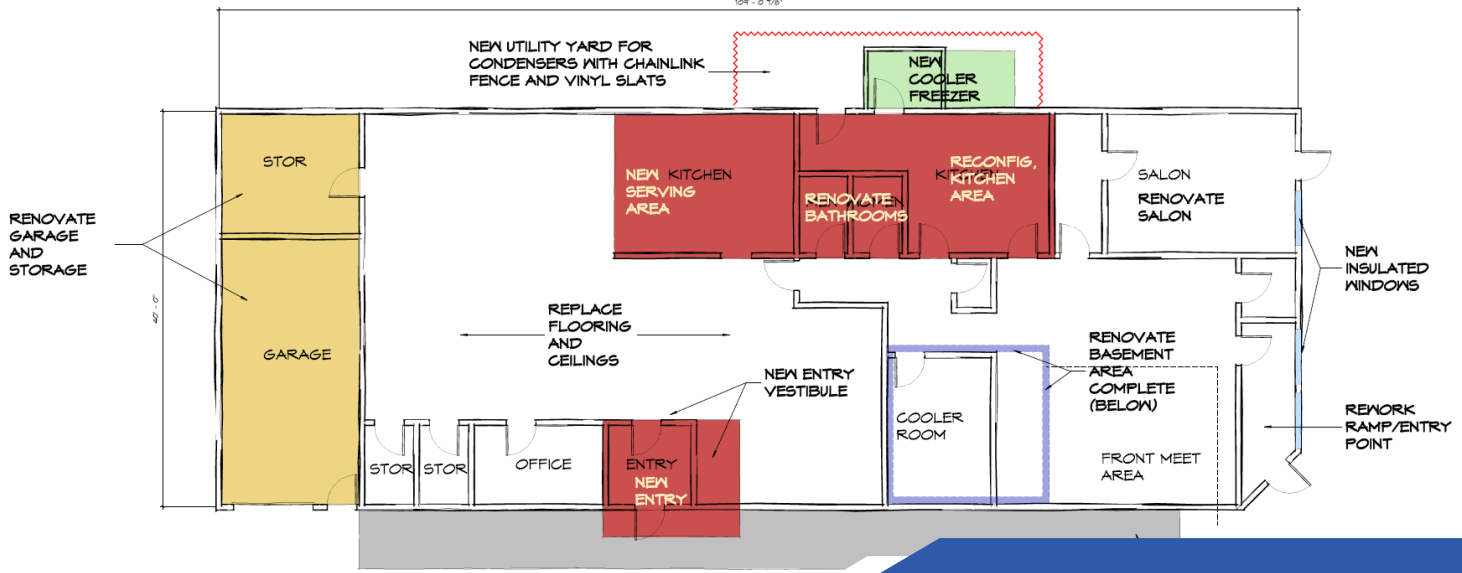 NEW UTILITY YARD FOR
CONDENSERS WITH CHAINLINK
FENCE AND VINYL SLATS
NEW
COOLER
FREEZER
STOR
NEW KITCHEN
SERVING
AREA
RECONFIG.
KITCHEN
AREA
RENOVATE
BATHROOMS
SALON
RENOVATE
SALON
RENOVATE
GARAGE
AND
STORAGE
NEW
INSULATED
WINDOWS
40' - 0"
REPLACE
FLOORING
AND
CEILINGS
GARAGE
NEW ENTRY
VESTIBULE
RENOVATE
BASEMENT
AREA
COMPLETE
(BELOW)
COOLER
ROOM
REWORK
RAMP/ENTRY
POINT
STOR
STOR
OFFICE
ENTRY
NEW
ENTRY
FRONT MEET
AREA